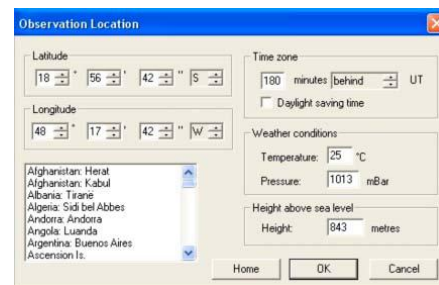 Observation Location
Latitude
18 ° 56 ' 42 " S
Longitude
48 ° 17 ' 42 " W
Afghanistan: Herat
Afghanistan: Kabul
Albania: Tiranë
Algeria: Sidi bel Abbes
Andorra: Andorra
Angola: Luanda
Argentina: Buenos Aires
Ascension Is.
Time zone
180 minutes behind UT
Daylight saving time
Weather conditions
Temperature: 25 °C
Pressure: 1013 mBar
Height above sea level
Height: 843 metres
Home OK Cancel